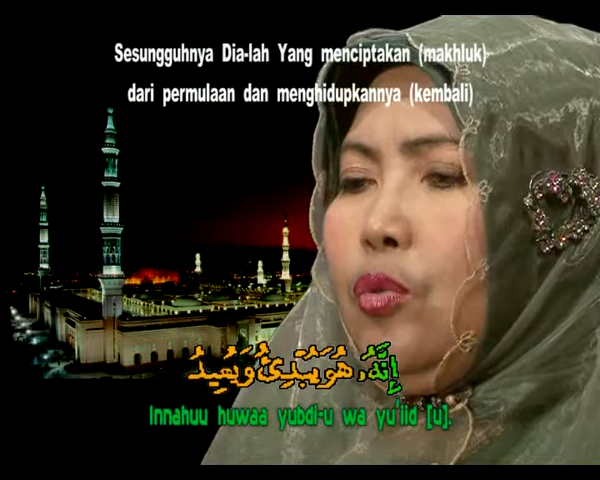 Sesungguhnya Dia-lah Yang menciptakan (makhluk)
dari permulaan dan menghidupkannya (kembali)
إِنَّهُۥ هُوَ يُبْدِئُ وَيُعِيدُ
Innahuu huwaa yubdi-u wa yu'iid [u].